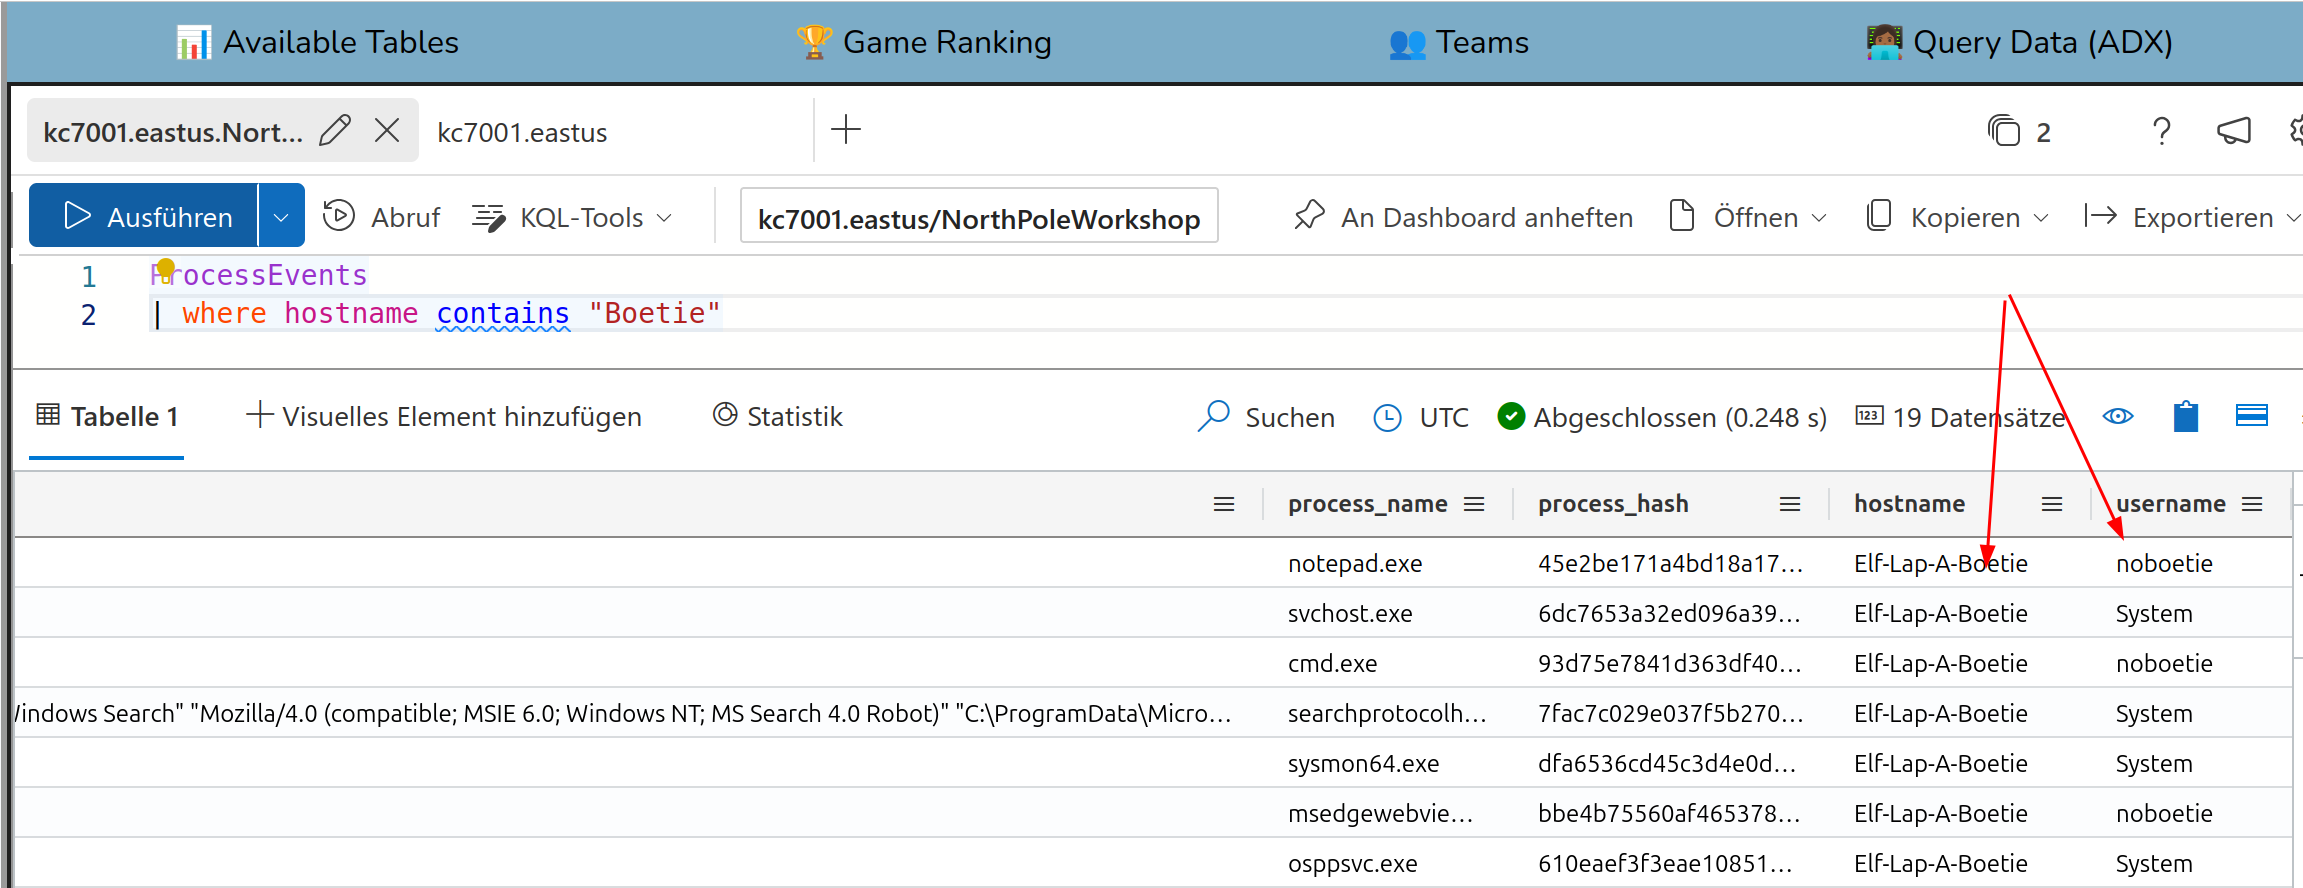 Available Tables
Game Ranking
Teams
Query Data (ADX)
kc7001.eastus.Nort...
kc7001.eastus
2
Ausführen
Abruf
KQL-Tools
kc7001.eastus/NorthPoleWorkshop
An Dashboard anheften
Öffnen
Kopieren
Exportieren
1 ProcessEvents
2 | where hostname contains "Boetie"
Tabelle 1
Visuelles Element hinzufügen
Statistik
Suchen
UTC
Abgeschlossen (0.248 s)
123 19 Datensätze
process_name process_hash hostname username
notepad.exe 45e2be171a4bd18a17... Elf-Lap-A-Boetie noboetie
svchost.exe 6dc7653a32ed096a39... Elf-Lap-A-Boetie System
cmd.exe 93d75e7841d363df40... Elf-Lap-A-Boetie noboetie
Search" "Mozilla/4.0 (compatible; MSIE 6.0; Windows NT; MS Search 4.0 Robot)" "C:\ProgramData\Micro... searchprotocolh... 7fac7c029e037f5b270... Elf-Lap-A-Boetie System
sysmon64.exe dfa6536cd45c3d4e0d... Elf-Lap-A-Boetie System
msedgewebvie... bbe4b75560af465378... Elf-Lap-A-Boetie noboetie
osppsvc.exe 610eaef3f3eae10851... Elf-Lap-A-Boetie System